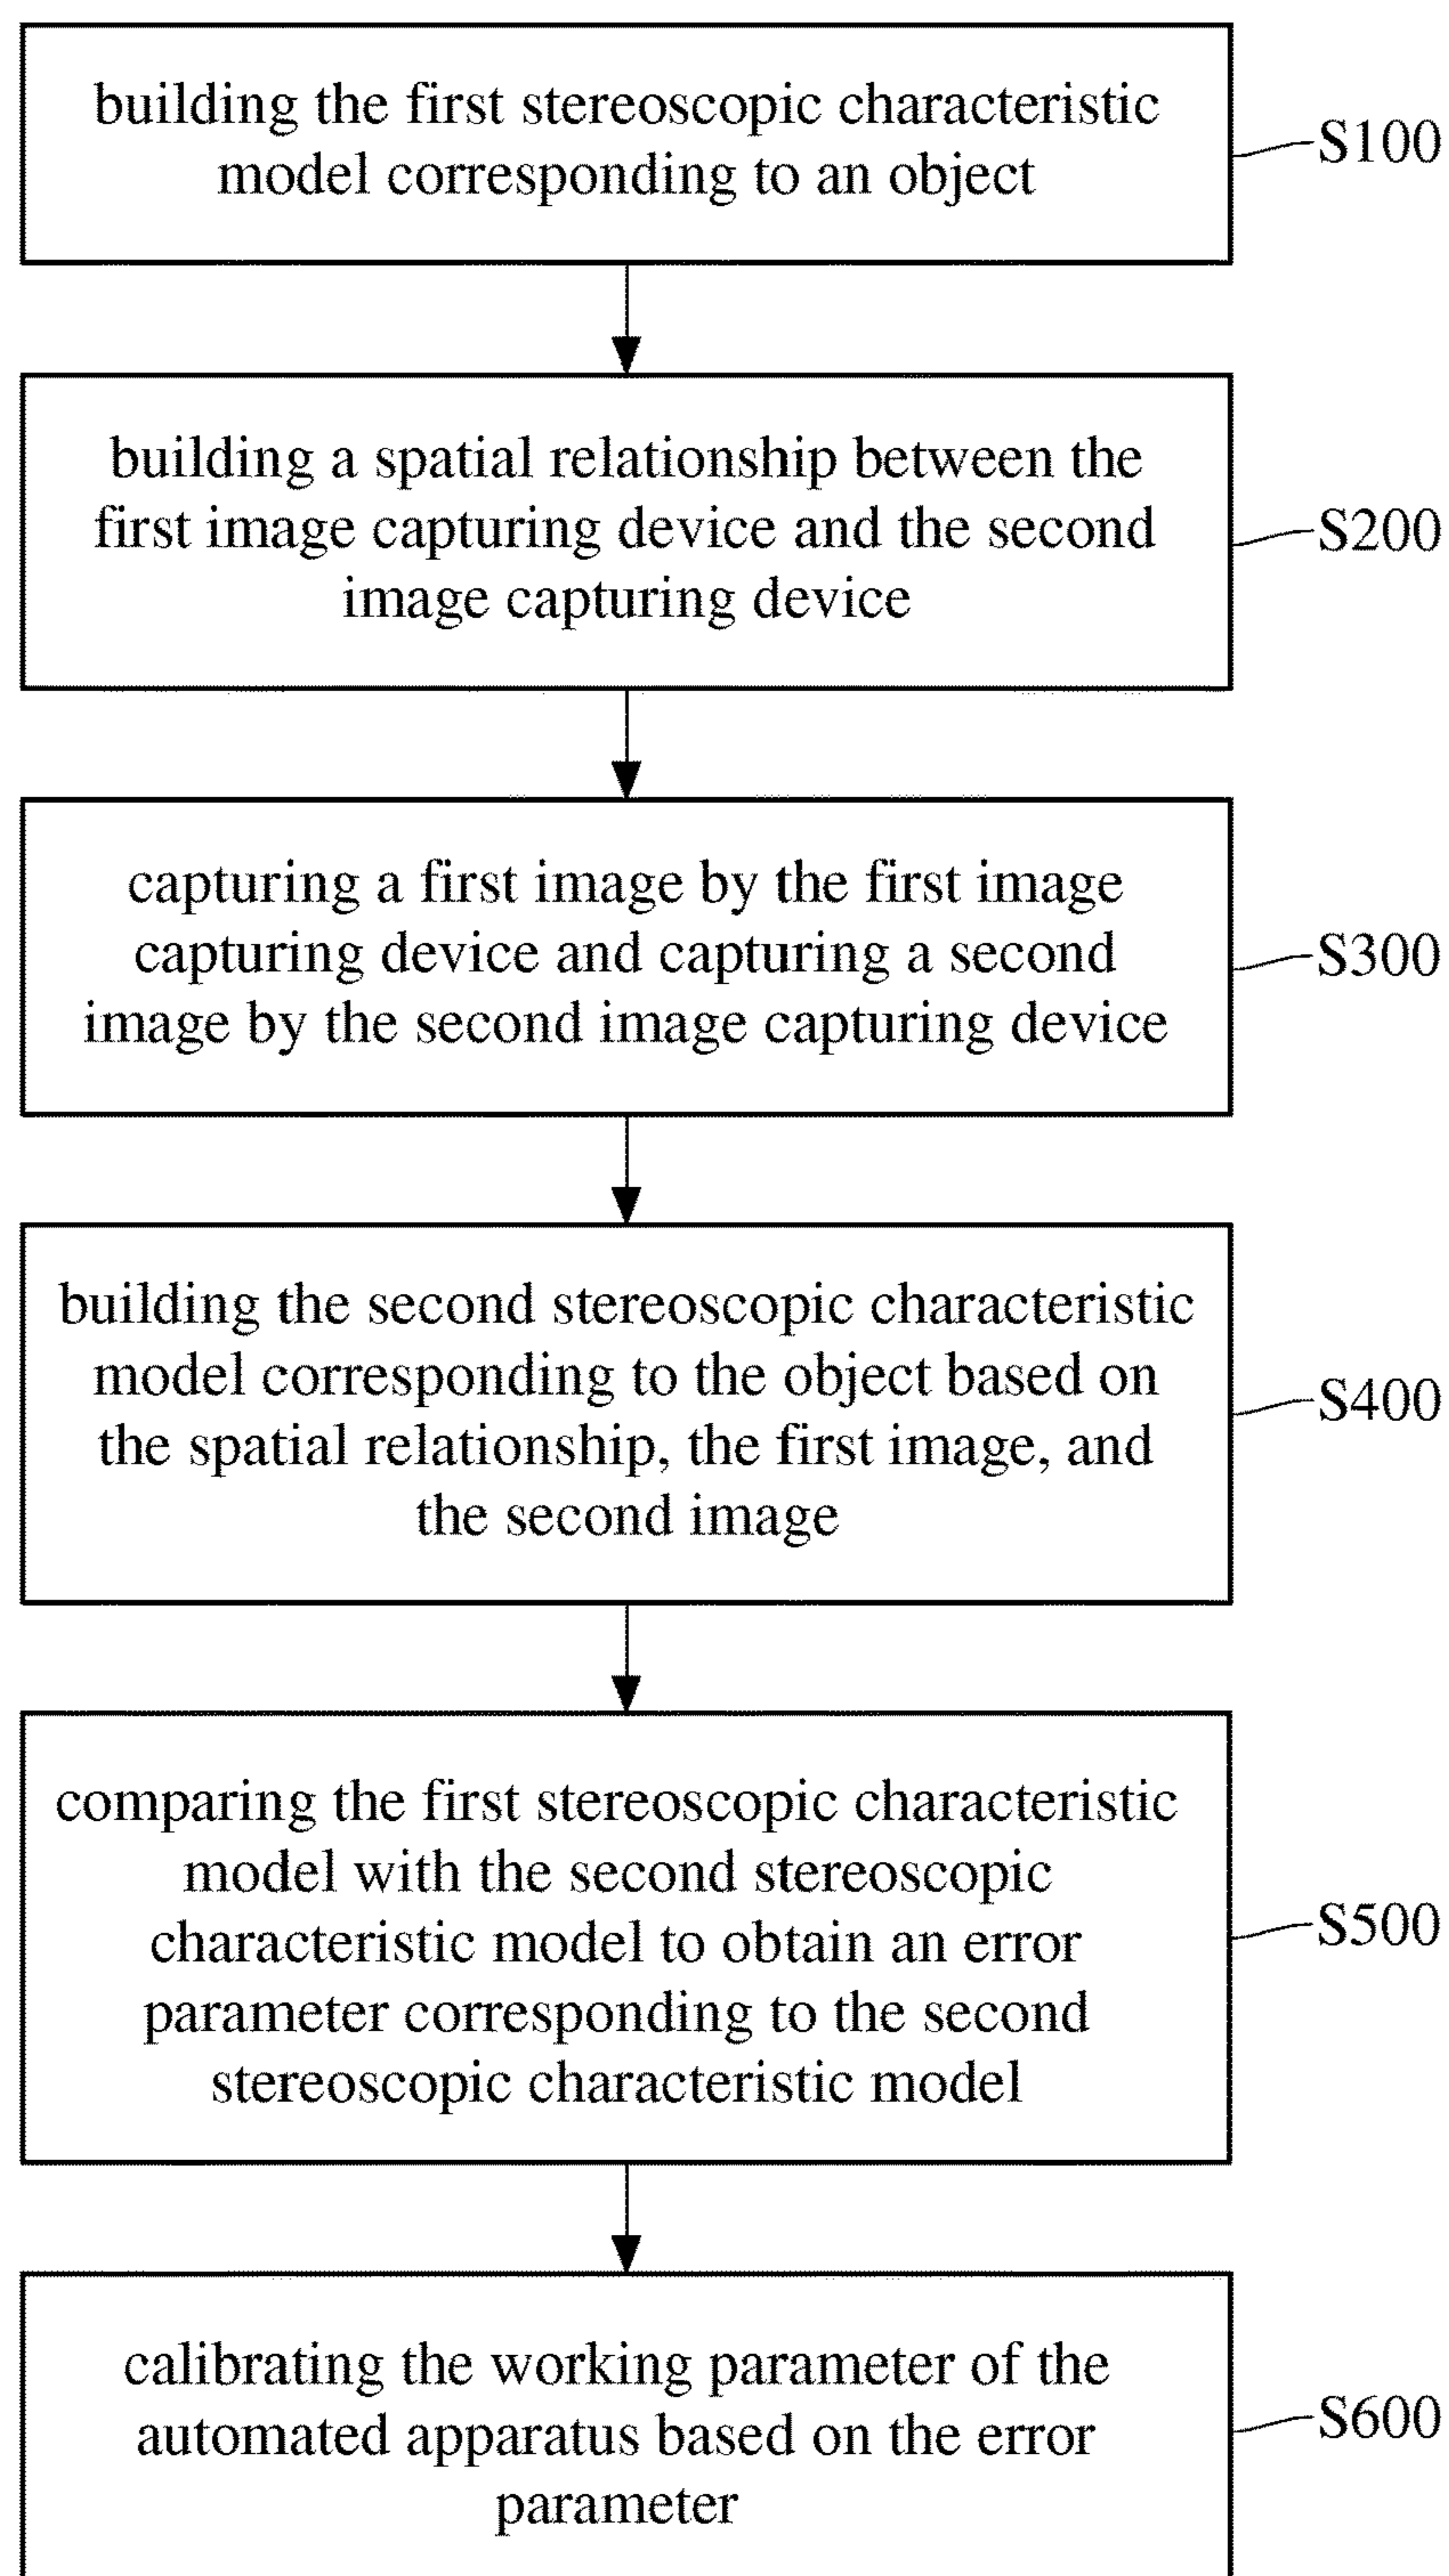 building the first stereoscopic characteristic
model corresponding to an object
S100
building a spatial relationship between the
first image capturing device and the second
image capturing device
S200
capturing a first image by the first image
capturing device and capturing a second
image by the second image capturing device
S300
building the second stereoscopic characteristic
model corresponding to the object based on
the spatial relationship, the first image, and
the second image
S400
comparing the first stereoscopic characteristic
model with the second stereoscopic
characteristic model to obtain an error
parameter corresponding to the second
stereoscopic characteristic model
S500
calibrating the working parameter of the
automated apparatus based on the error
parameter
S600